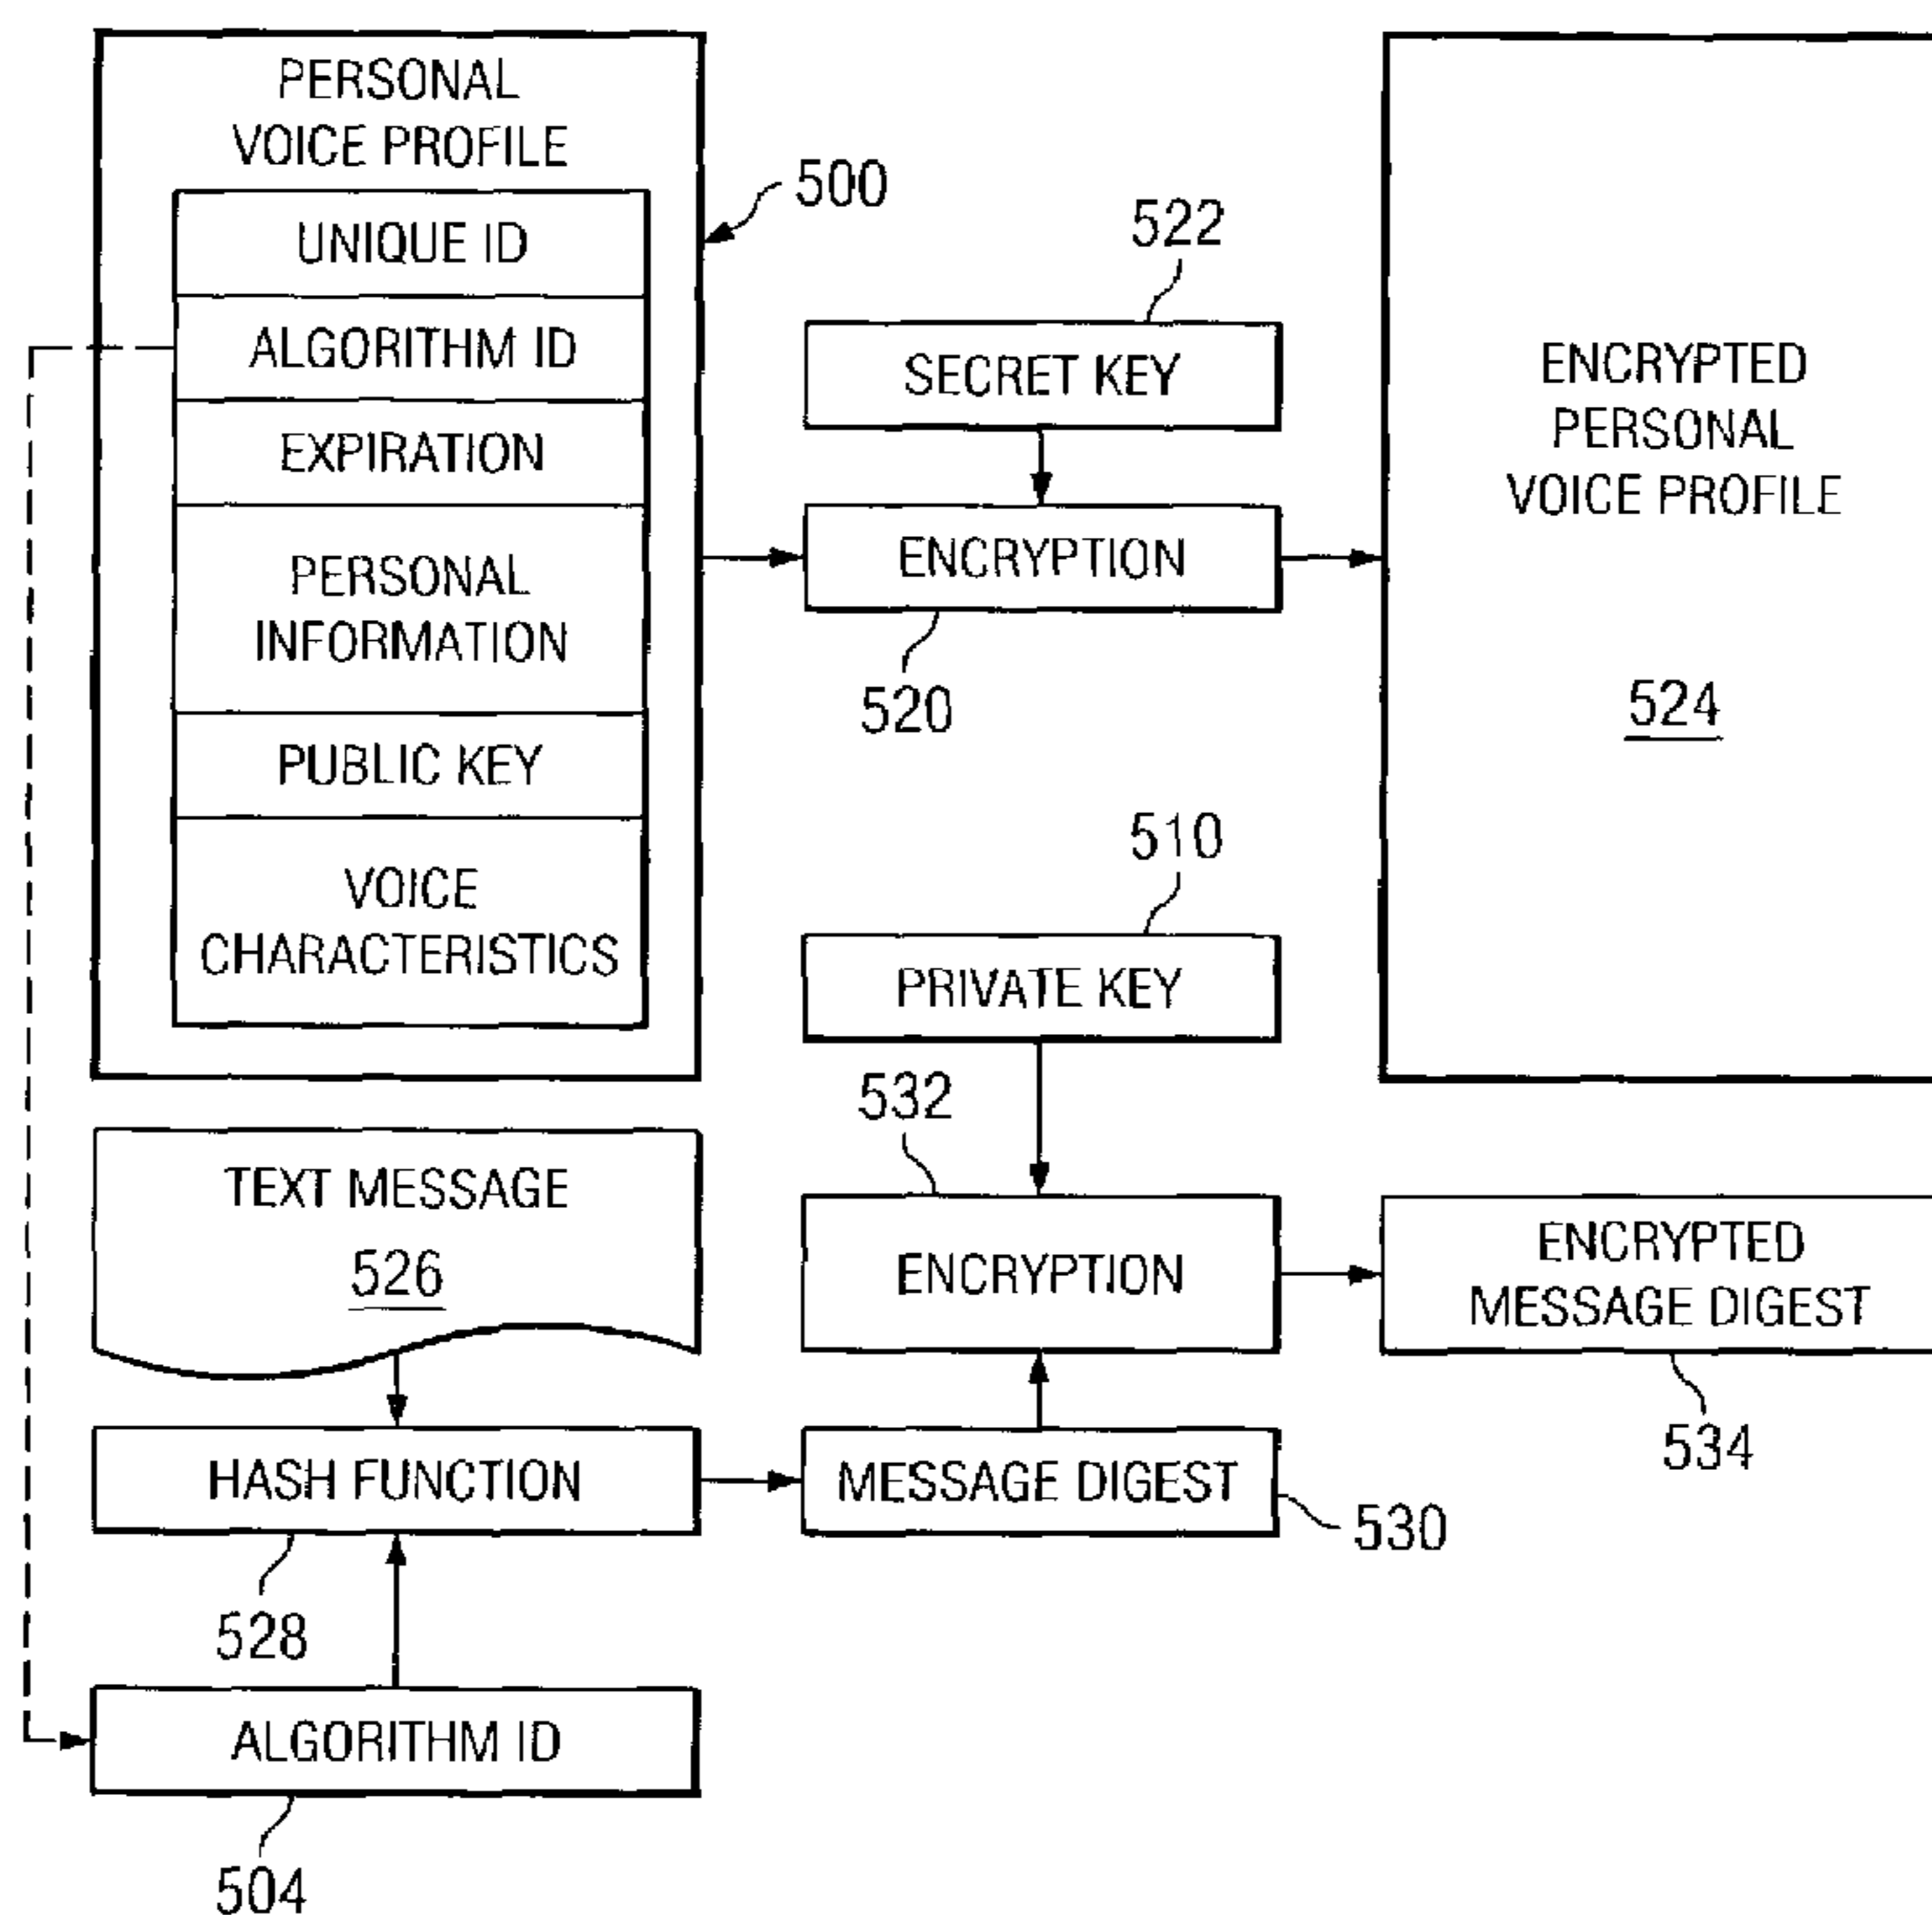 PERSONAL
VOICE PROFILE
UNIQUE ID
ALGORITHM ID
EXPIRATION
PERSONAL
INFORMATION
PUBLIC KEY
VOICE
CHARACTERISTICS
500
522
SECRET KEY
ENCRYPTION
520
ENCRYPTED
PERSONAL
VOICE PROFILE
524
510
PRIVATE KEY
532
ENCRYPTION
TEXT MESSAGE
526
ENCRYPTED
MESSAGE DIGEST
534
HASH FUNCTION
528
MESSAGE DIGEST
530
ALGORITHM ID
504